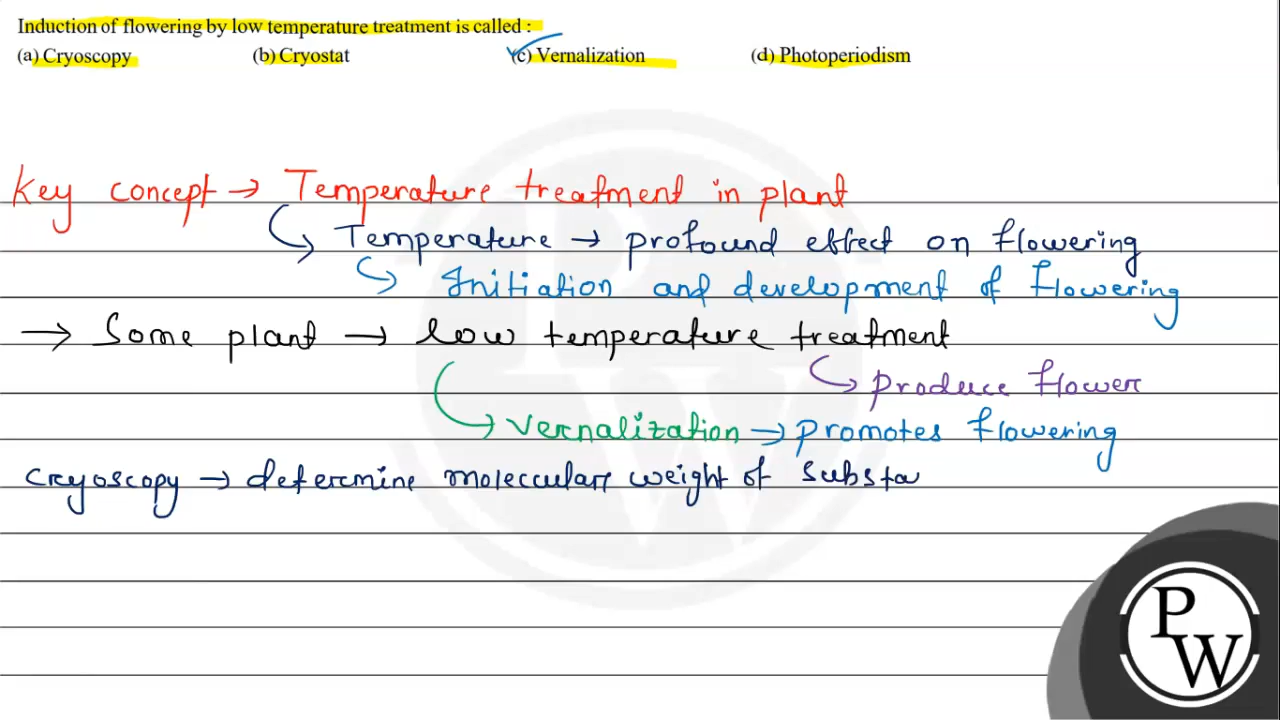 Induction of flowering by low temperature treatment is called :
(a) Cryoscopy (b) Cryostat (c) Vernalization (d) Photoperiodism
Key concept → Temperature treatment in plant
Temperature → profound effect on flowering
Initiation and development of flowering
→ Some plant → low temperature treatment
produce flower
Vernalization → promotes flowering
Cryoscopy → determine moleccular weight of substa
P
W